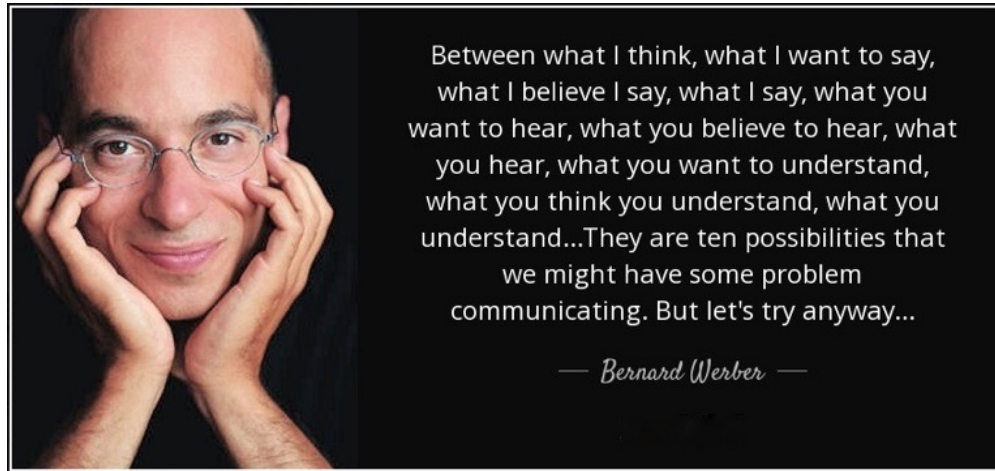 Between what I think, what I want to say,
what I believe I say, what I say, what you
want to hear, what you believe to hear, what
you hear, what you want to understand,
what you think you understand, what you
understand...They are ten possibilities that
we might have some problem
communicating. But let's try anyway...
— Bernard Werber —